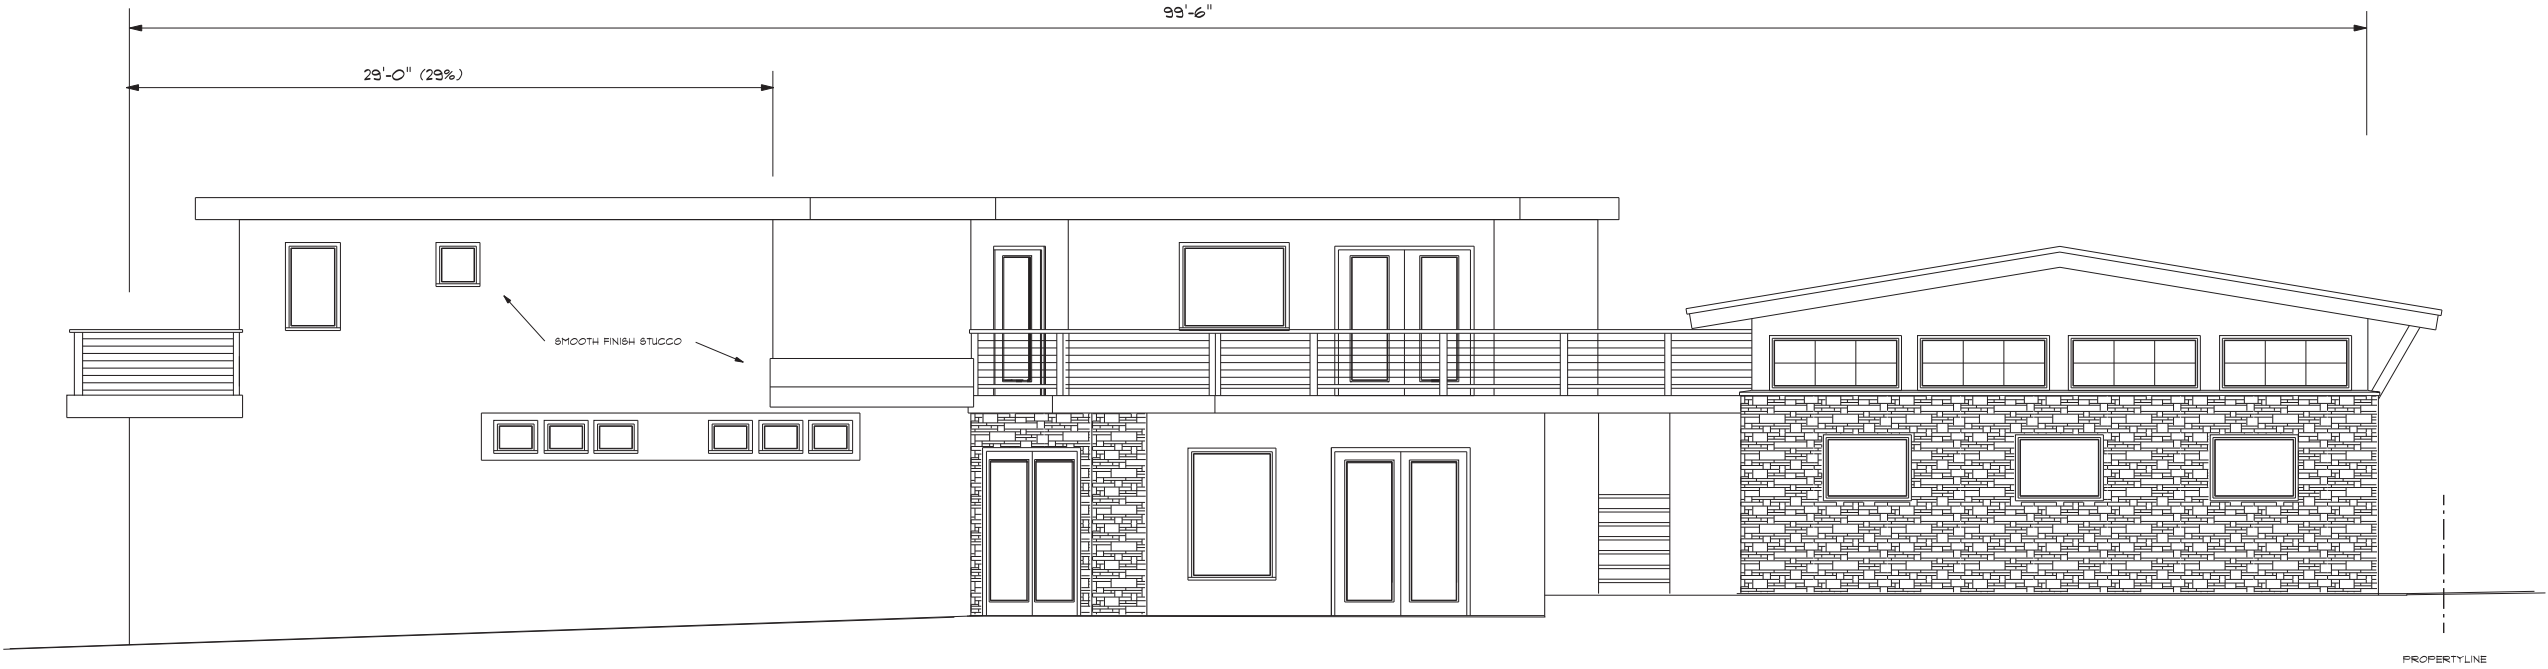 99'-6"
29'-0" (29%)
SMOOTH FINISH STUCCO
PROPERTYLINE